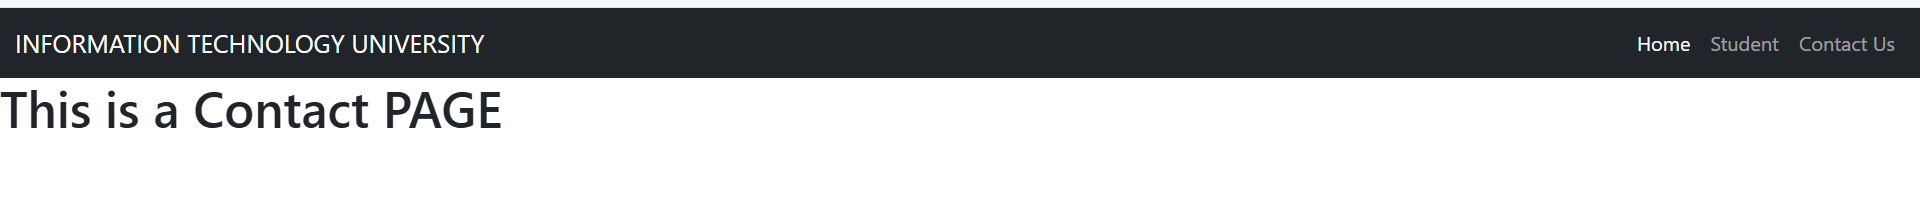 INFORMATION TECHNOLOGY UNIVERSITY Home Student Contact Us
This is a Contact PAGE